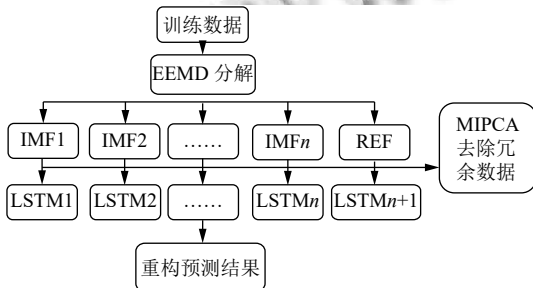 训练数据
EEMD 分解
IMF1 IMF2 …… IMFn REF
MIPCA
去除冗
余数据
LSTM1 LSTM2 …… LSTMn LSTMn+1
重构预测结果